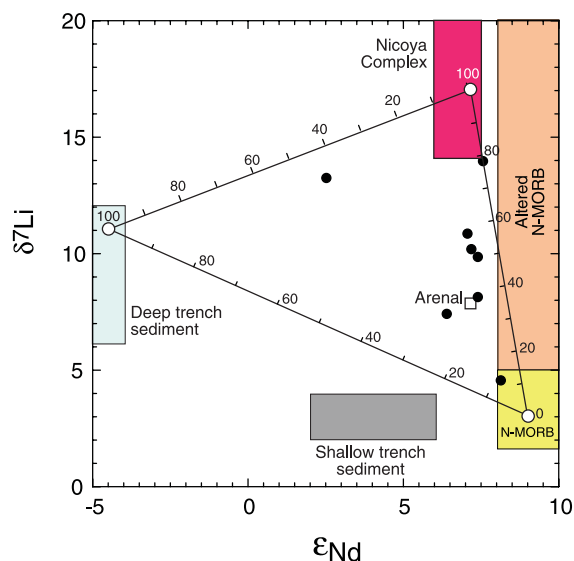 20
15
10
5
0
-5
0
5
10
δ7Li
εNd
Nicoya
Complex
100
20
40
60
80
100
80
60
40
20
0
80
60
40
20
Altered
N-MORB
Deep trench
sediment
Arenal
N-MORB
Shallow trench
sediment